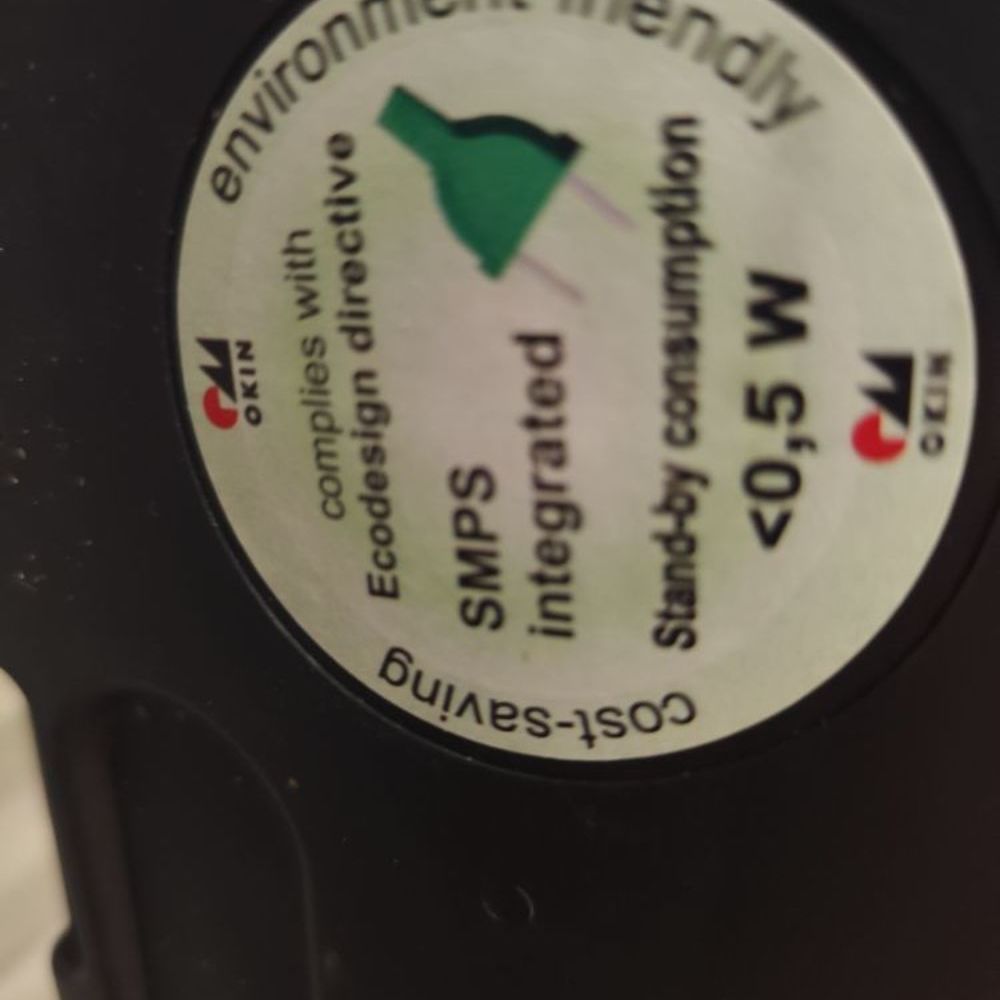 environment friendly
OKIN
complies with
Ecodesign directive
SMPS
integrated
Stand-by consumption
<0,5 W
OKIN
cost-saving